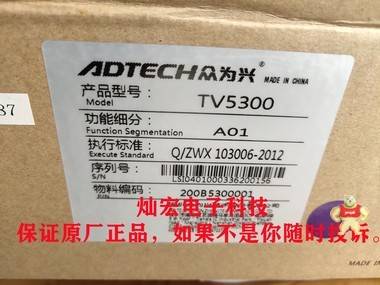 ADTECH众为兴 MADE IN CHINA
产品型号: TV5300
Model
功能细分: A01
Function Segmentation
执行标准: Q/ZWX 103006-2012
Execute Standard
序列号:
S/N LSI0401000336200156
物料编码: 200B5300001
P/N
灿宏电子科技
保证原厂正品，如果不是你随时投诉。
MADE IN
87